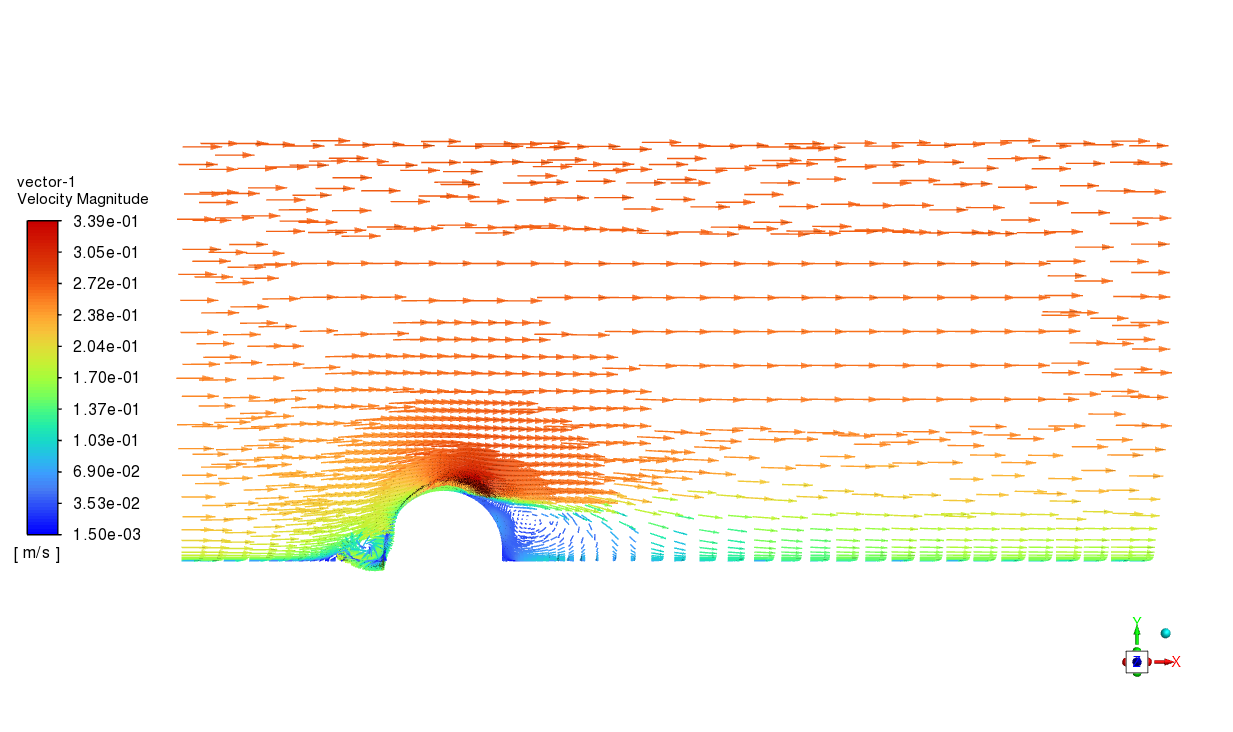 vector-1
Velocity Magnitude
3.39e-01
3.05e-01
2.72e-01
2.38e-01
2.04e-01
1.70e-01
1.37e-01
1.03e-01
6.90e-02
3.53e-02
1.50e-03
[ m/s ]
Y
Z
X